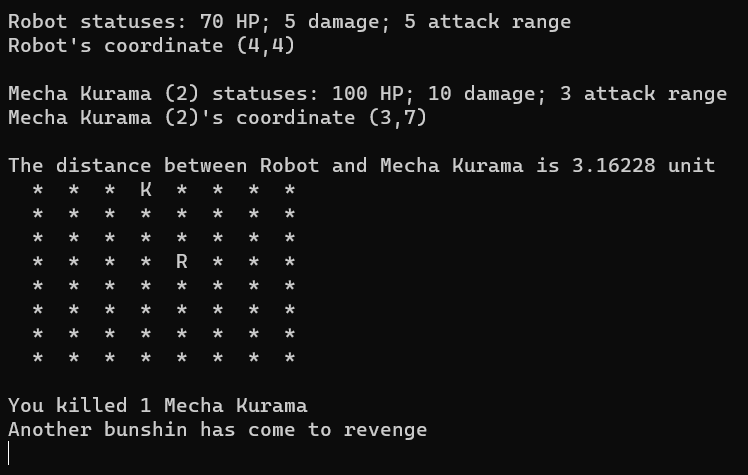 Robot statuses: 70 HP; 5 damage; 5 attack range
Robot's coordinate (4,4)
Mecha Kurama (2) statuses: 100 HP; 10 damage; 3 attack range
Mecha Kurama (2)'s coordinate (3,7)
The distance between Robot and Mecha Kurama is 3.16228 unit
* * * K * * * *
* * * * * * * *
* * * * * * * *
* * * * R * * *
* * * * * * * *
* * * * * * * *
* * * * * * * *
* * * * * * * *
You killed 1 Mecha Kurama
Another bunshin has come to revenge